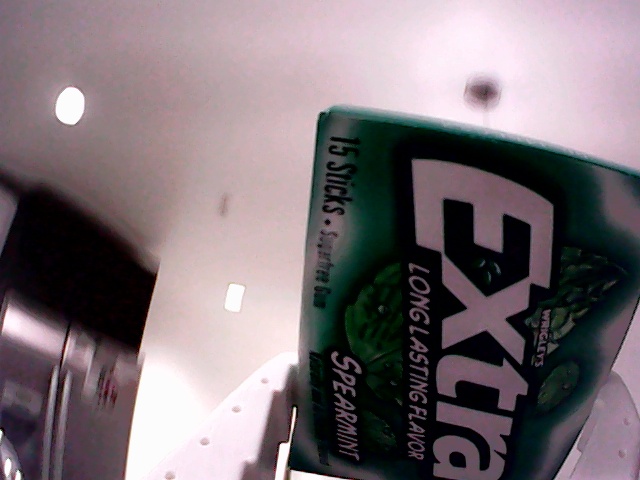 WRIGLEY'S
Extra
LONG LASTING FLAVOR
SPEARMINT
15 Sticks • Sugarfree Gum